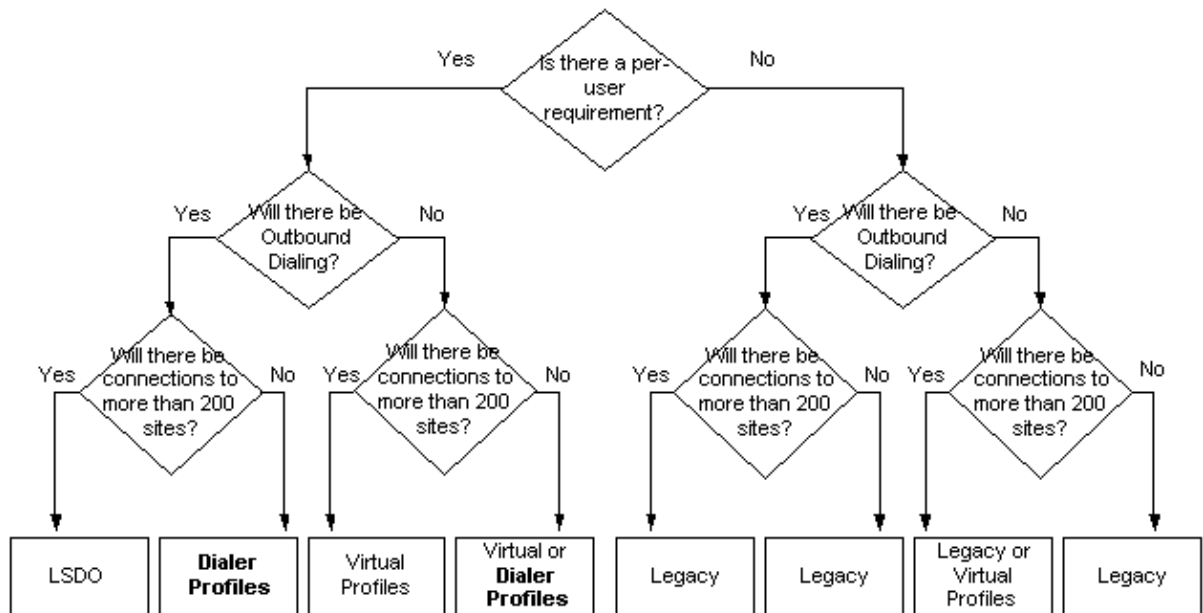 Yes
Is there a per-
user
requirement?
No
Yes
Will there be
Outbound
Dialing?
No
Yes
Will there be
Outbound
Dialing?
No
Yes
Will there be
connections to
more than 200
sites?
No
Yes
Will there be
connections to
more than 200
sites?
No
Yes
Will there be
connections to
more than 200
sites?
No
Yes
Will there be
connections to
more than 200
sites?
No
LSDO
Dialer
Profiles
Virtual
Profiles
Virtual or
Dialer
Profiles
Legacy
Legacy
Legacy or
Virtual
Profiles
Legacy